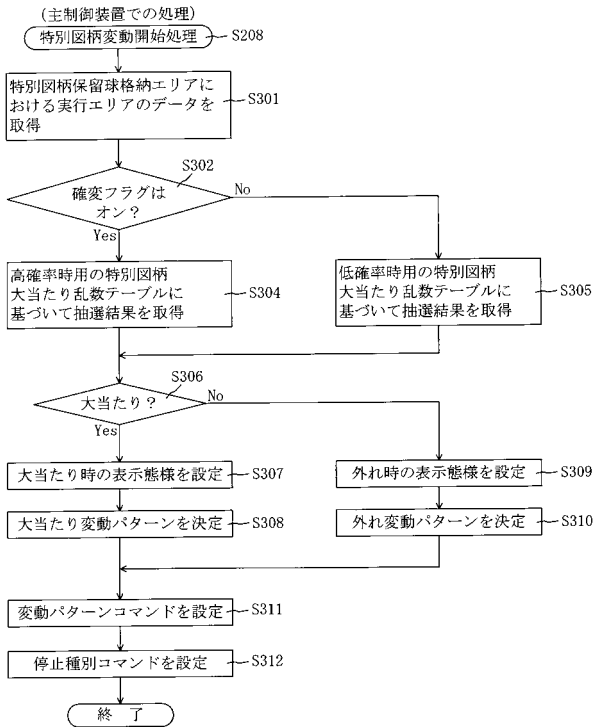 (主制御装置での処理)
特別図柄変動開始処理
S208
特別図柄保留球格納エリアに
おける実行エリアのデータを
取得
S301
S302
確変フラグは
オン？
No
Yes
高確率時用の特別図柄
大当たり乱数テーブルに
基づいて抽選結果を取得
S304
低確率時用の特別図柄
大当たり乱数テーブルに
基づいて抽選結果を取得
S305
S306
大当たり？
No
Yes
大当たり時の表示態様を設定
S307
外れ時の表示態様を設定
S309
大当たり変動パターンを決定
S308
外れ変動パターンを決定
S310
変動パターンコマンドを設定
S311
停止種別コマンドを設定
S312
終 了